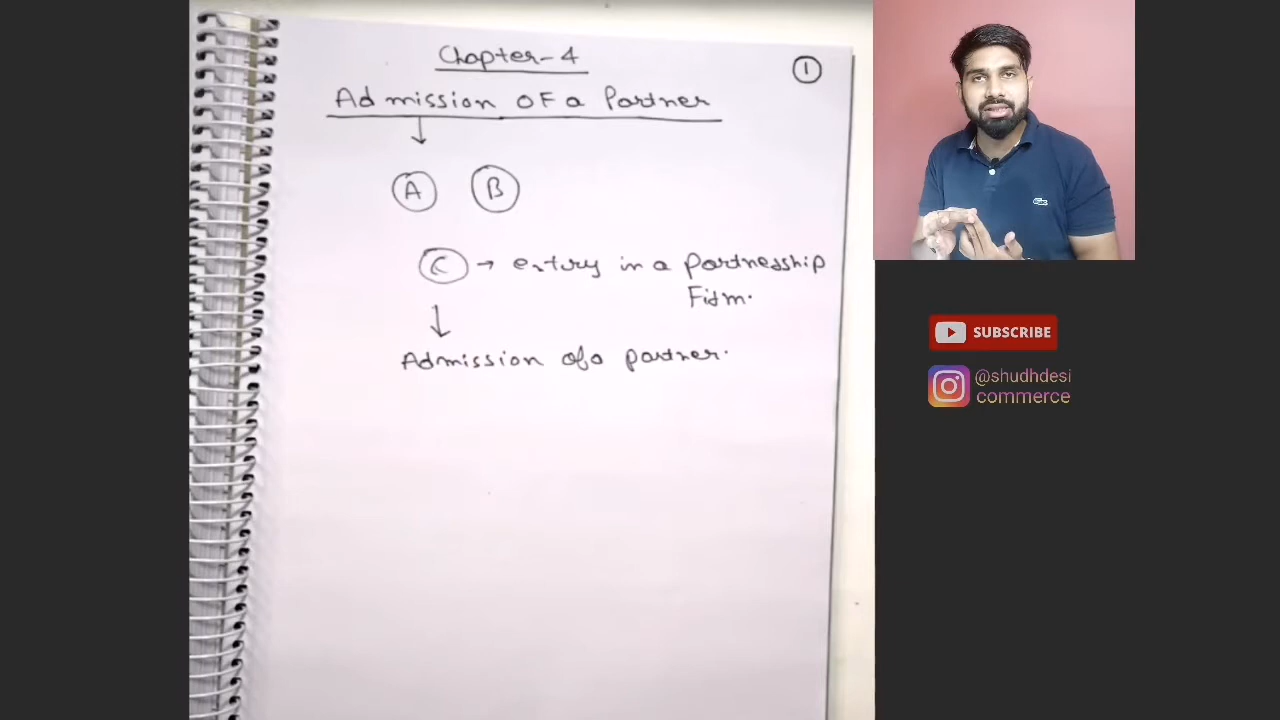 Chapter-4
①
Admission OF a Partner
A B
C → entry in a Partnership
Firm.
Admission of a partner.
SUBSCRIBE
@shudhdesi
commerce